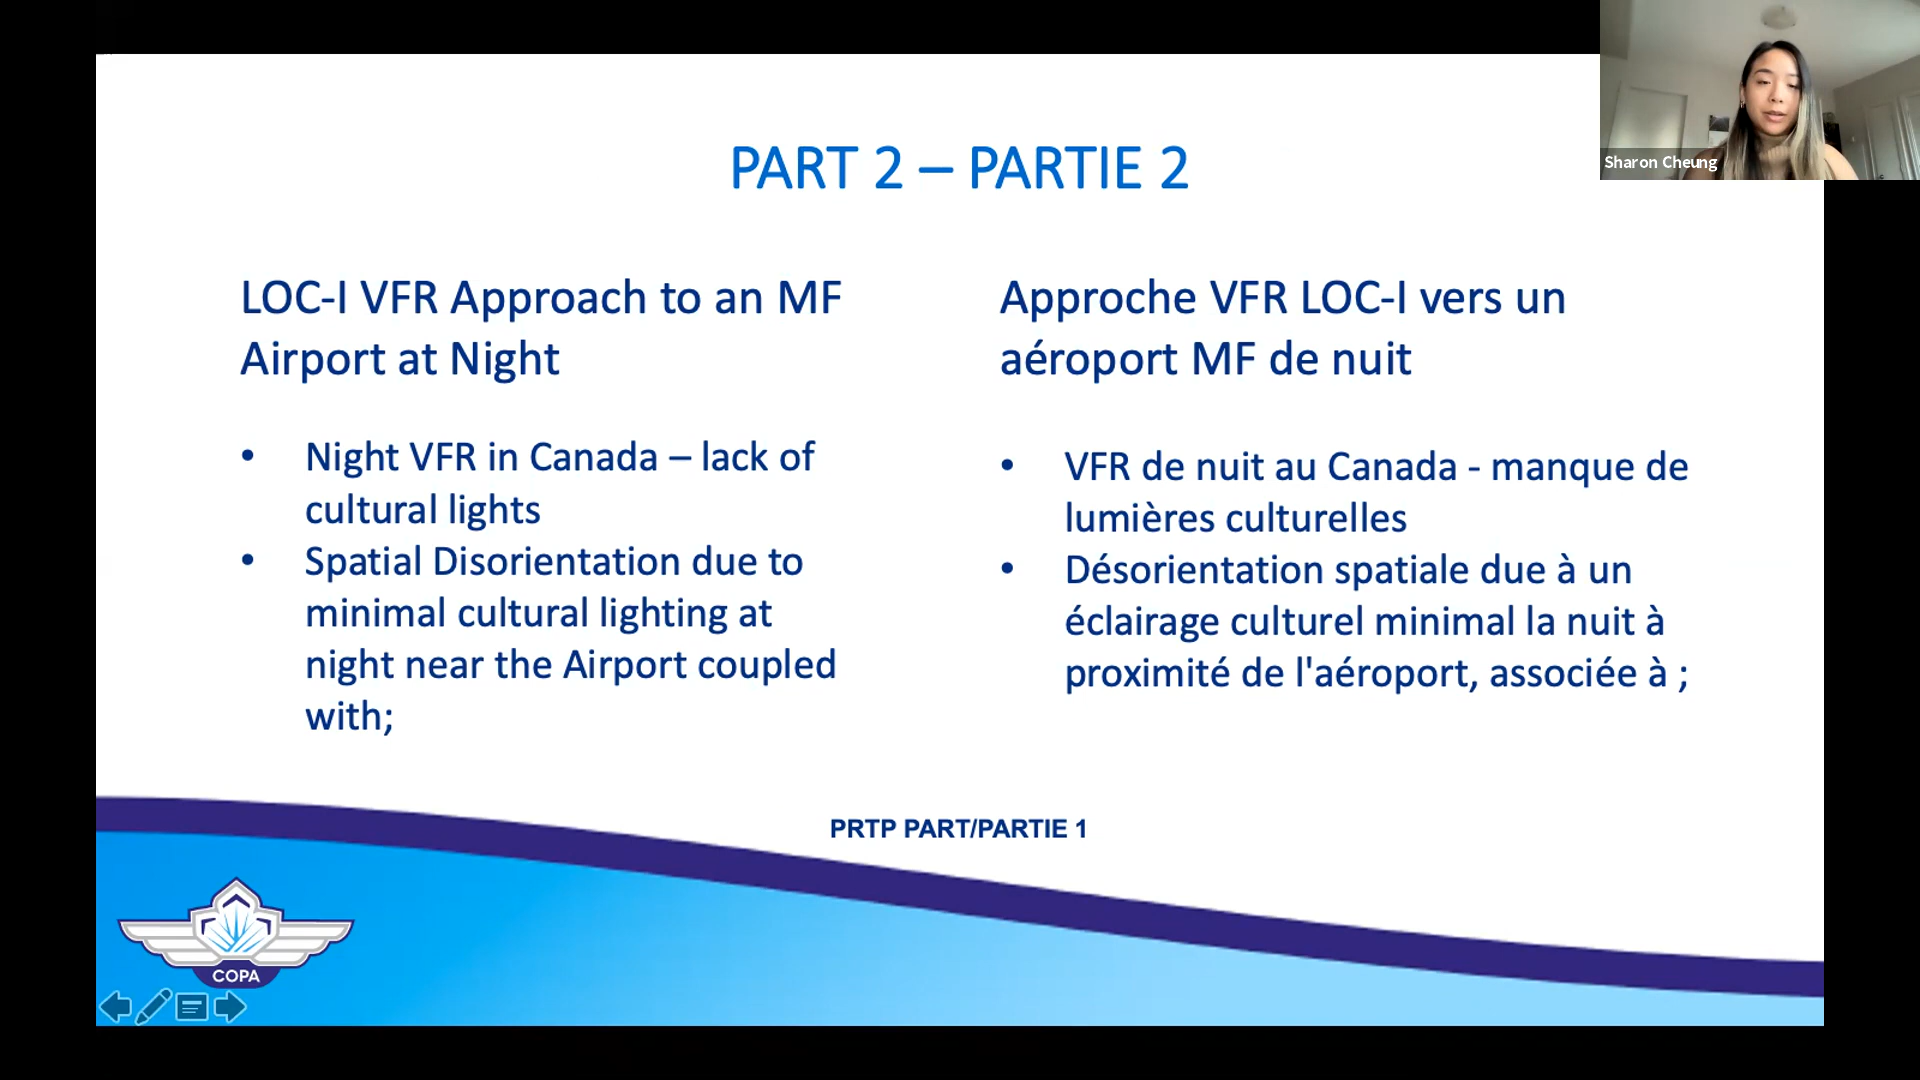 Sharon Cheung
PART 2 – PARTIE 2
LOC-I VFR Approach to an MF
Airport at Night
• Night VFR in Canada – lack of
cultural lights
• Spatial Disorientation due to
minimal cultural lighting at
night near the Airport coupled
with;
Approche VFR LOC-I vers un
aéroport MF de nuit
• VFR de nuit au Canada - manque de
lumières culturelles
• Désorientation spatiale due à un
éclairage culturel minimal la nuit à
proximité de l'aéroport, associée à ;
PRTP PART/PARTIE 1
COPA